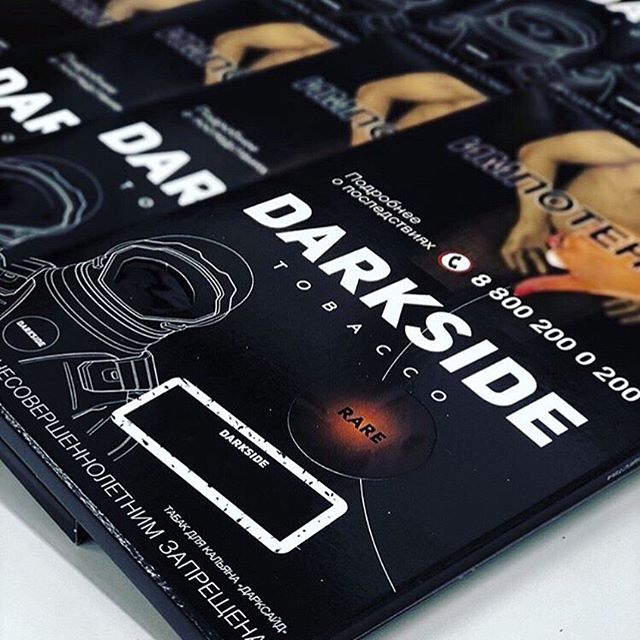 Подробнее
о последствиях
8 800 200 0 200
DARKSIDE
TOBACCO
RARE
DARKSIDE
DARKSIDE
ТАБАК ДЛЯ КАЛЬЯНА «ДАРКСАЙД»
НЕСОВЕРШЕННОЛЕТНИМ ЗАПРЕЩЕНА
Подробнее
DAR
DAR